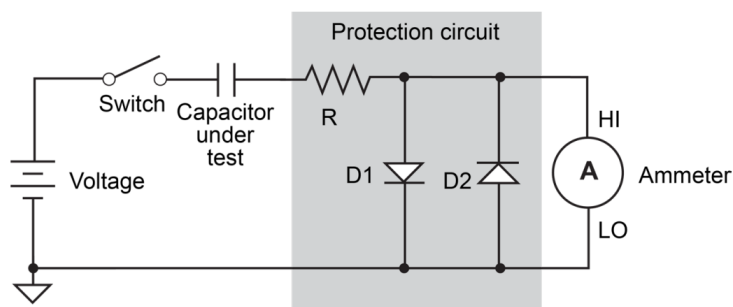 Protection circuit
Switch
Capacitor
under
test
R
HI
Voltage
D1
D2
A
Ammeter
LO